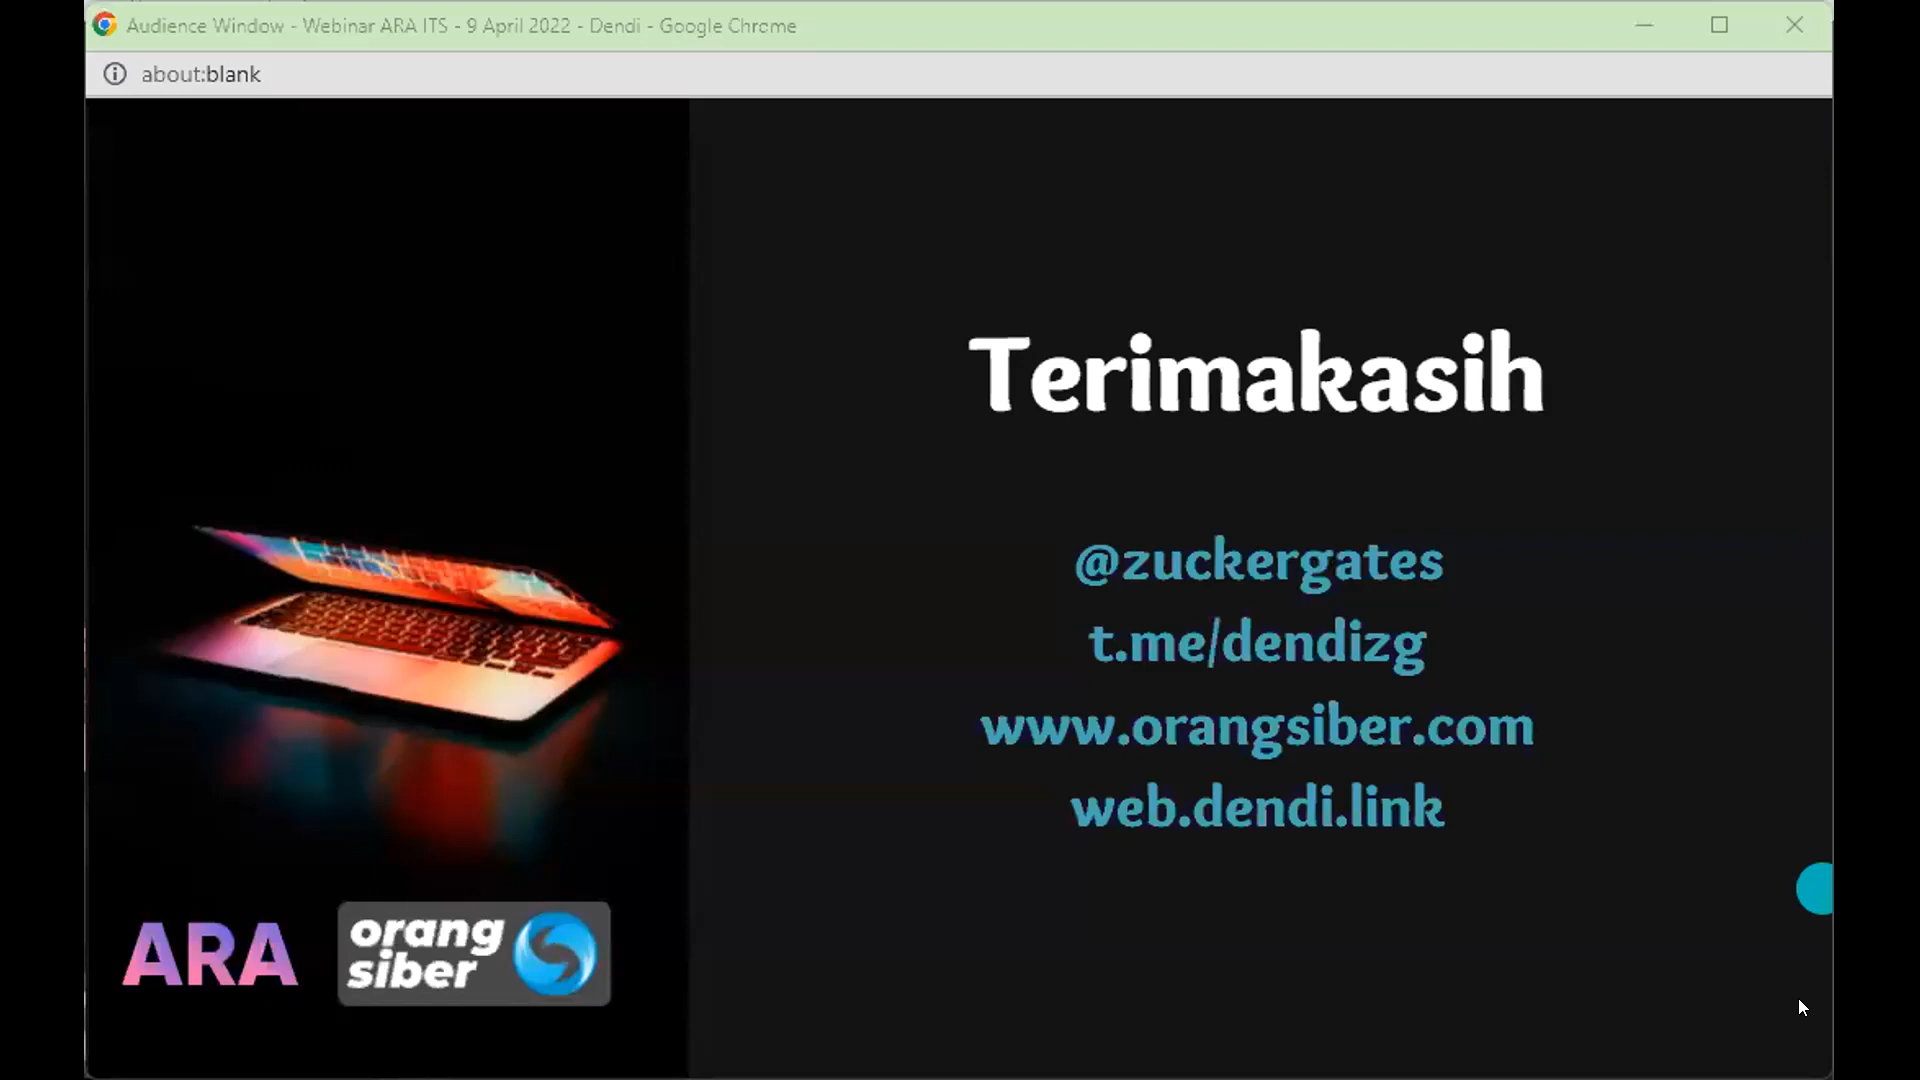 Audience Window - Webinar ARA ITS - 9 April 2022 - Dendi - Google Chrome
about:blank
Terimakasih
@zuckergates
t.me/dendizg
www.orangsiber.com
web.dendi.link
ARA
orang
siber